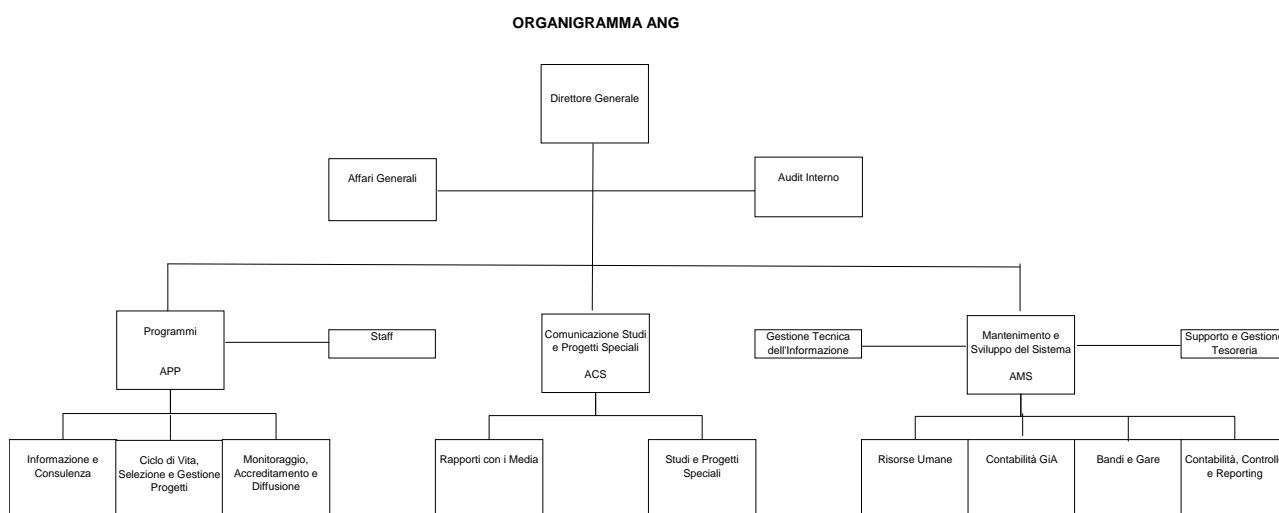 ORGANIGRAMMA ANG
Direttore Generale
Affari Generali
Audit Interno
Programmi
APP
Staff
Comunicazione Studi
e Progetti Speciali
ACS
Gestione Tecnica
dell'Informazione
Mantenimento e
Sviluppo del Sistema
AMS
Supporto e Gestione
Tesoreria
Informazione e
Consulenza
Ciclo di Vita,
Selezione e Gestione
Progetti
Monitoraggio,
Accreditamento e
Diffusione
Rapporti con i Media
Studi e Progetti
Speciali
Risorse Umane
Contabilità GiA
Bandi e Gare
Contabilità, Controllo
e Reporting